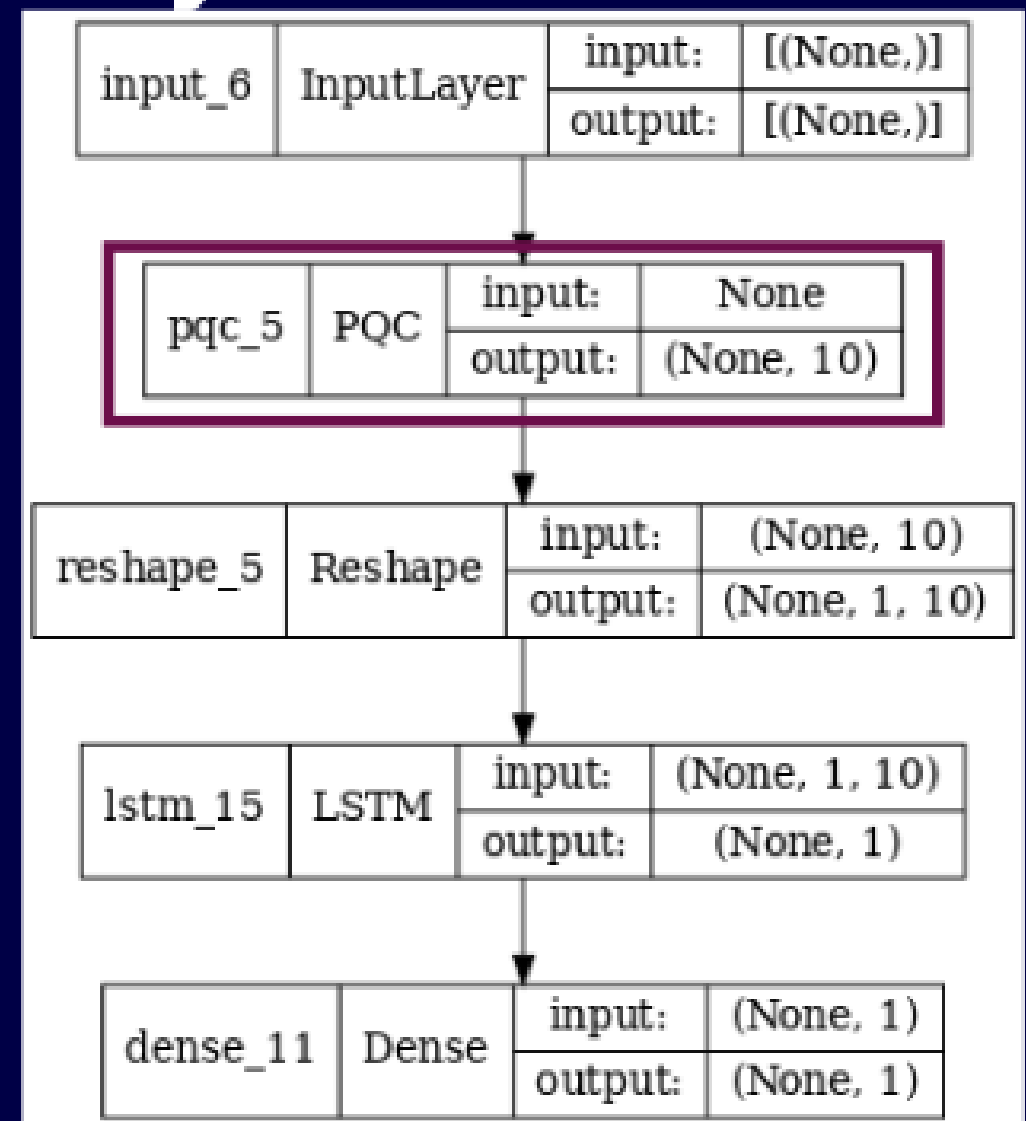 input_6 InputLayer input: [(None,)]
output: [(None,)]
pqc_5 PQC input: None
output: (None, 10)
reshape_5 Reshape input: (None, 10)
output: (None, 1, 10)
lstm_15 LSTM input: (None, 1, 10)
output: (None, 1)
dense_11 Dense input: (None, 1)
output: (None, 1)